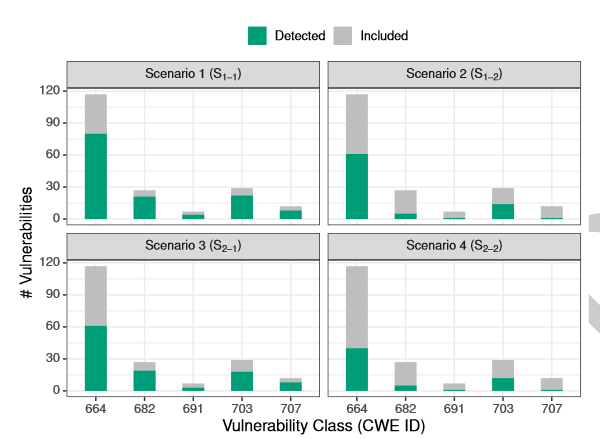 Detected Included
Scenario 1 (S1–1) Scenario 2 (S1–2)
120
90
60
30
0
Scenario 3 (S2–1) Scenario 4 (S2–2)
120
90
60
30
0
# Vulnerabilities
664 682 691 703 707 664 682 691 703 707
Vulnerability Class (CWE ID)